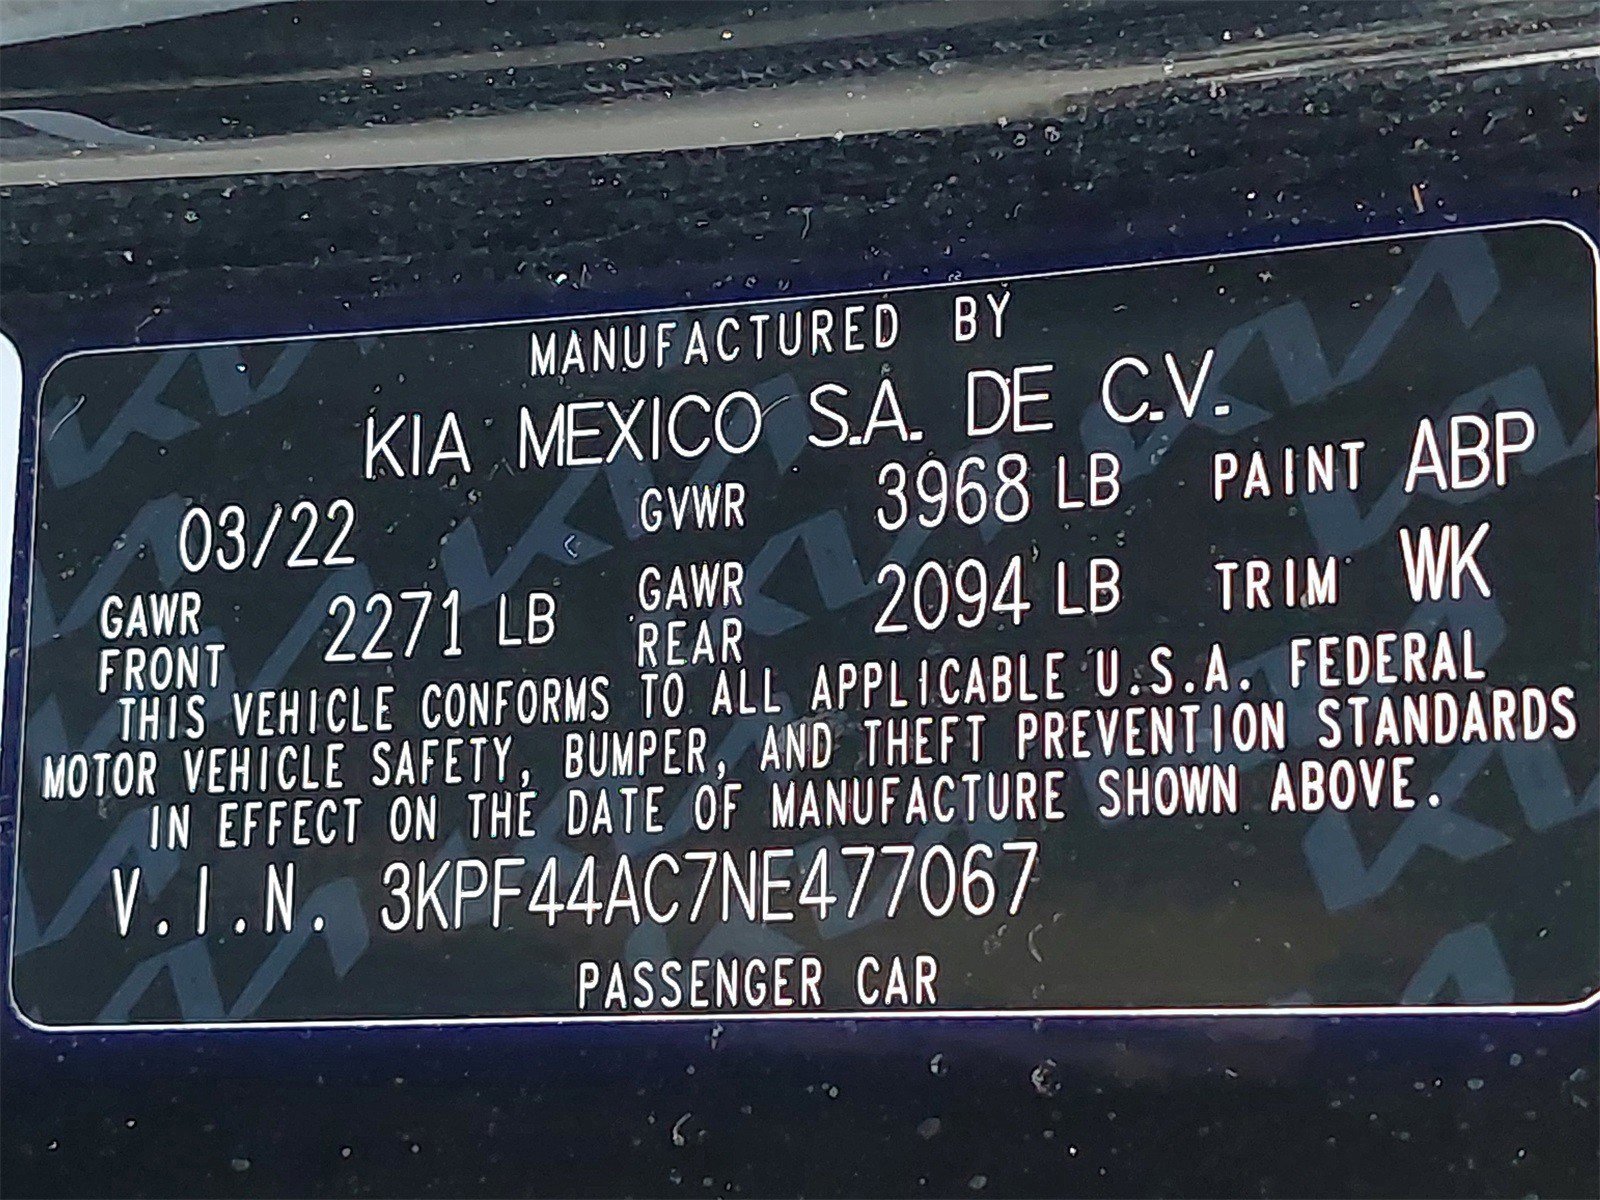 MANUFACTURED BY
KIA MEXICO S.A. DE C.V.
03/22 GVWR 3968 LB PAINT ABP
GAWR FRONT 2271 LB GAWR REAR 2094 LB TRIM WK
THIS VEHICLE CONFORMS TO ALL APPLICABLE U.S.A. FEDERAL
MOTOR VEHICLE SAFETY, BUMPER, AND THEFT PREVENTION STANDARDS
IN EFFECT ON THE DATE OF MANUFACTURE SHOWN ABOVE.
V.I.N. 3KPF44AC7NE477067
PASSENGER CAR